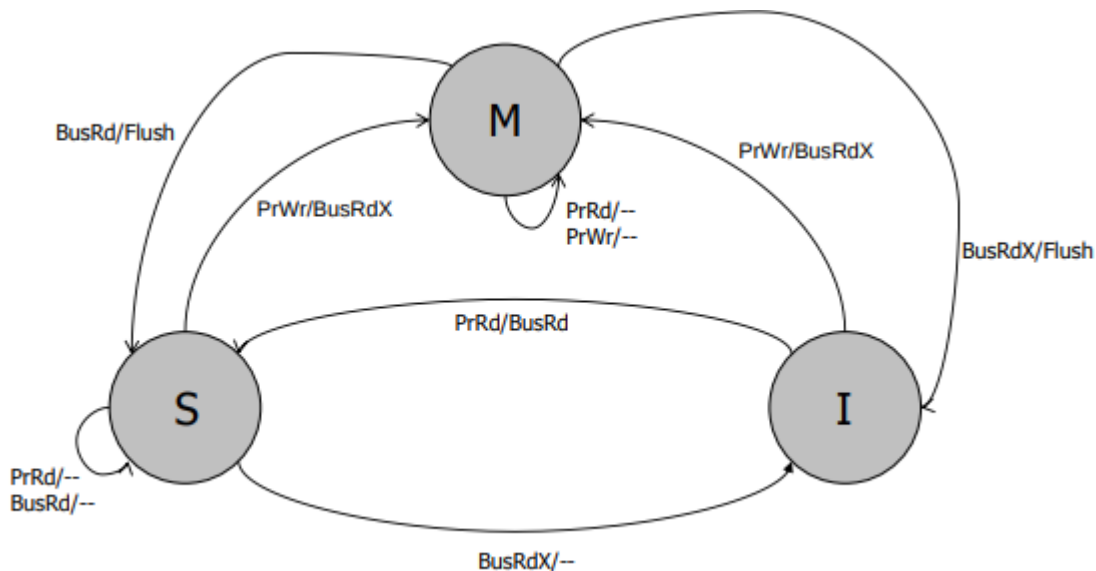 M
BusRd/Flush
PrWr/BusRdX
PrWr/BusRdX
PrRd/--
PrWr/--
BusRdX/Flush
PrRd/BusRd
S
I
PrRd/--
BusRd/--
BusRdX/--